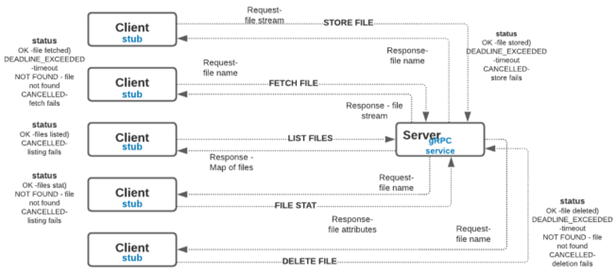 Request-
file stream
STORE FILE
Client
stub
Response-
file name
status
OK -file stored)
DEADLINE_EXCEEDED
-timeout
CANCELLED-
store fails
status
OK -file fetched)
DEADLINE_EXCEEDED
-timeout
NOT FOUND - file
not found
CANCELLED-
fetch fails
Request-
file name
Client
stub
FETCH FILE
Response - file
stream
status
OK -files listed)
CANCELLED-
listing fails
Client
stub
LIST FILES
Server
gRPC
service
Response -
Map of files
status
OK -files stat)
NOT FOUND - file
not found
CANCELLED-
listing fails
Client
stub
Request-
file name
FILE STAT
Response-
file attributes
Request-
file name
Client
stub
DELETE FILE
status
OK -file deleted)
DEADLINE_EXCEEDED
-timeout
NOT FOUND - file
not found
CANCELLED-
deletion fails